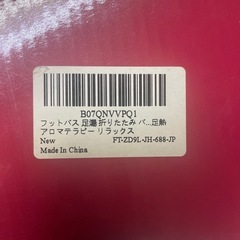 B07QNVVPQ1
フットバス 足湯 折りたたみ バ...足熱
アロマテラピー リラックス
New FT-ZD9L-JH-688-JP
Made In China